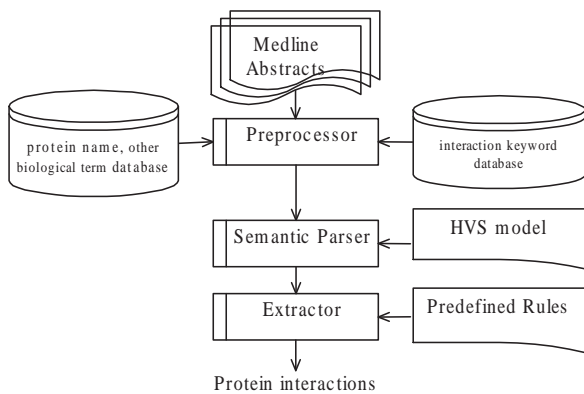 Medline
Abstracts
Preprocessor
protein name, other
biological term database
interaction keyword
database
Semantic Parser
HVS model
Extractor
Predefined Rules
Protein interactions